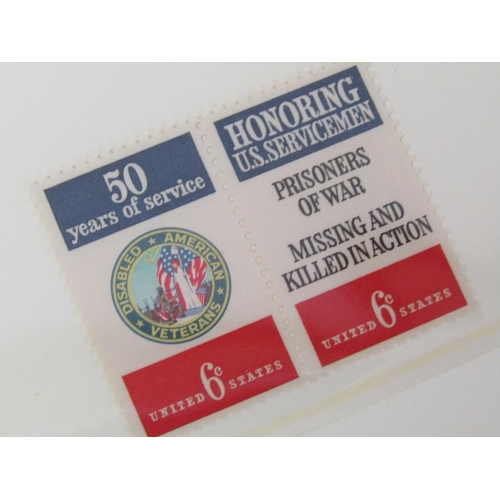 50
years of service
DISABLED AMERICAN
VETERANS
UNITED 6c STATES
HONORING
U.S. SERVICEMEN
PRISONERS
OF WAR
MISSING AND
KILLED IN ACTION
UNITED 6c STATES